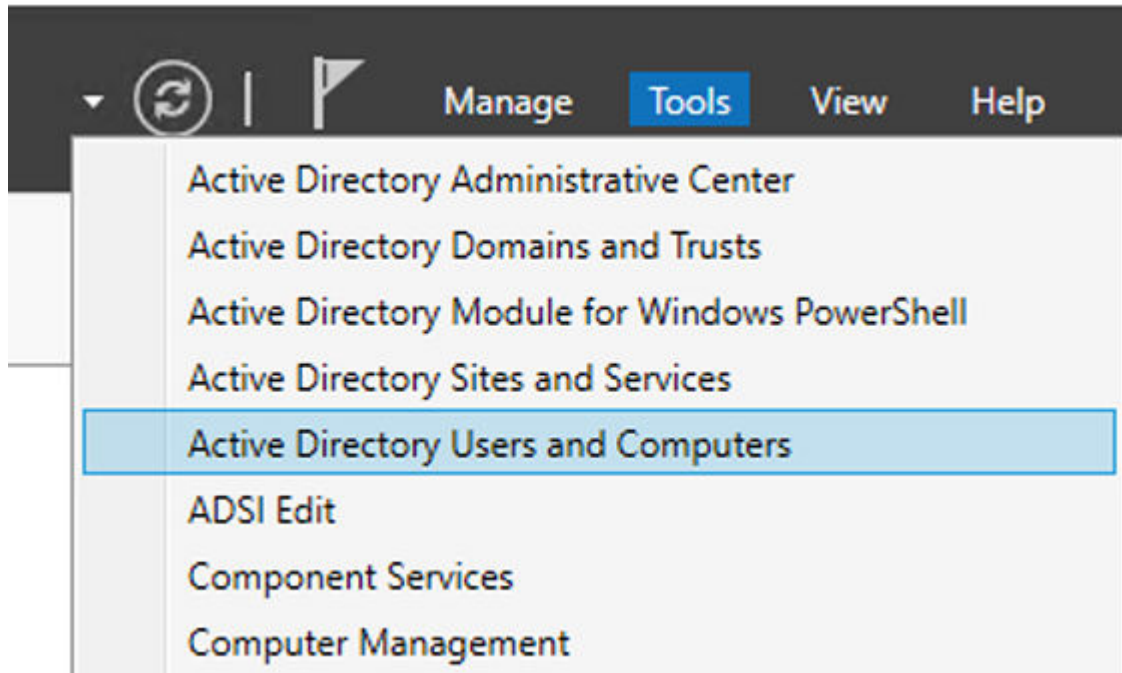 Manage Tools View Help
Active Directory Administrative Center
Active Directory Domains and Trusts
Active Directory Module for Windows PowerShell
Active Directory Sites and Services
Active Directory Users and Computers
ADSI Edit
Component Services
Computer Management